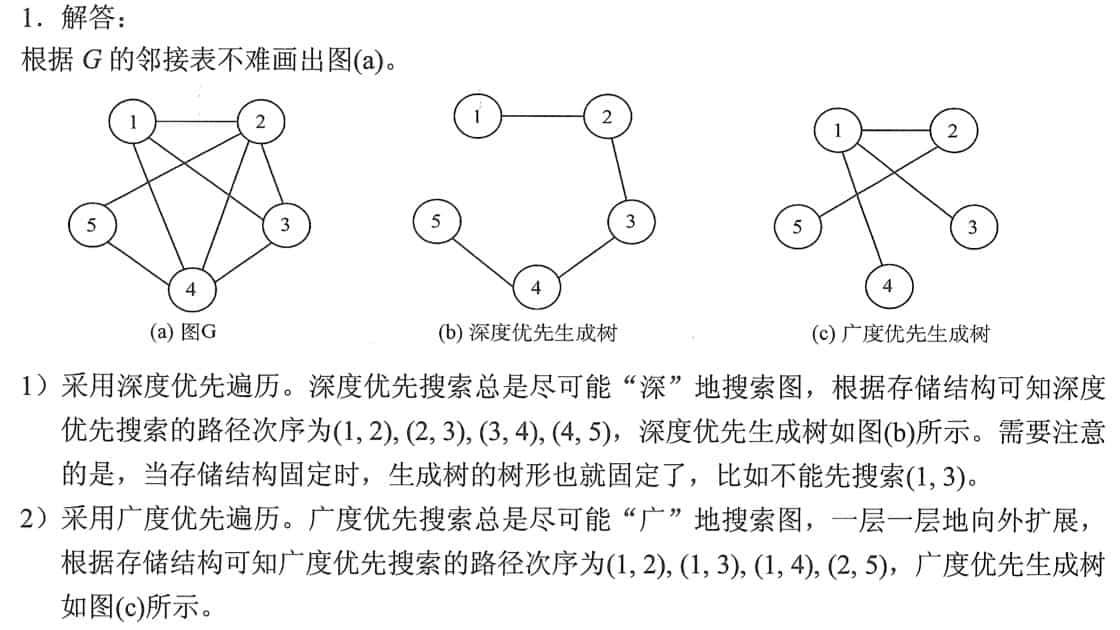 1. 解答：
根据 G 的邻接表不难画出图(a)。
1 2 5 3 4
1 2 5 3 4
1 2 5 3 4
(a) 图G (b) 深度优先生成树 (c) 广度优先生成树
1）采用深度优先遍历。深度优先搜索总是尽可能“深”地搜索图，根据存储结构可知深度
优先搜索的路径次序为(1, 2), (2, 3), (3, 4), (4, 5)，深度优先生成树如图(b)所示。需要注意
的是，当存储结构固定时，生成树的树形也就固定了，比如不能先搜索(1, 3)。
2）采用广度优先遍历。广度优先搜索总是尽可能“广”地搜索图，一层一层地向外扩展，
根据存储结构可知广度优先搜索的路径次序为(1, 2), (1, 3), (1, 4), (2, 5)，广度优先生成树
如图(c)所示。